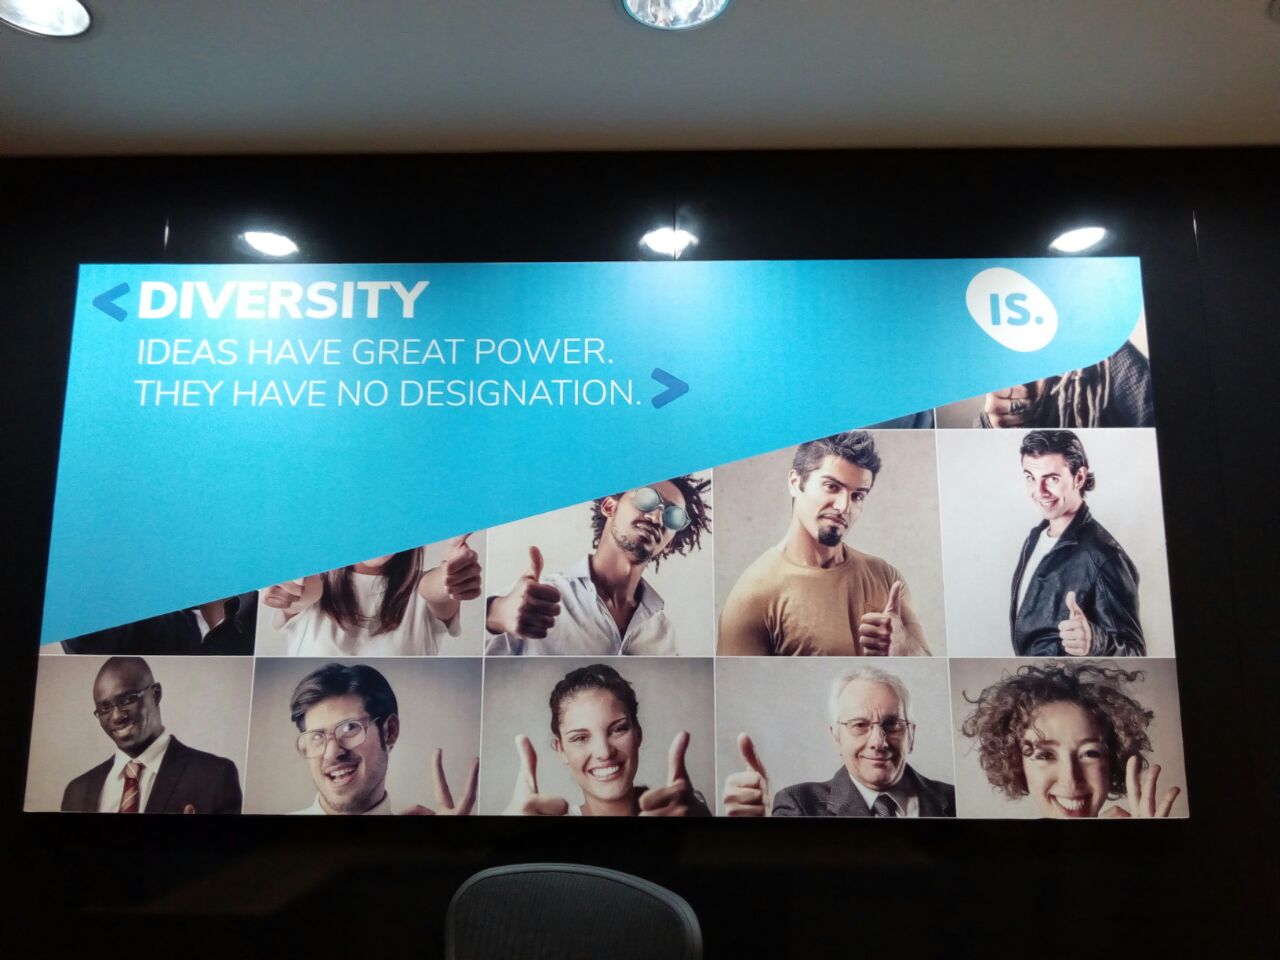 < DIVERSITY
IDEAS HAVE GREAT POWER.
THEY HAVE NO DESIGNATION. >
IS.